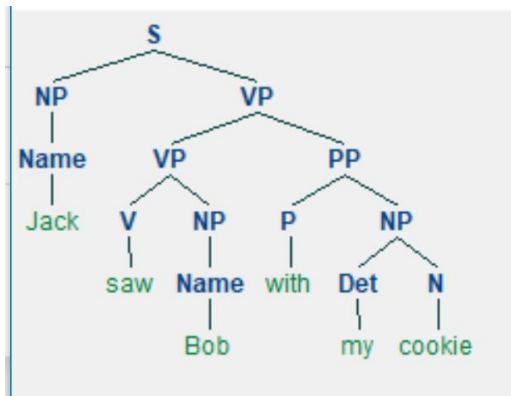 S
NP VP
Name VP PP
Jack V NP P NP
saw Name with Det N
Bob my cookie